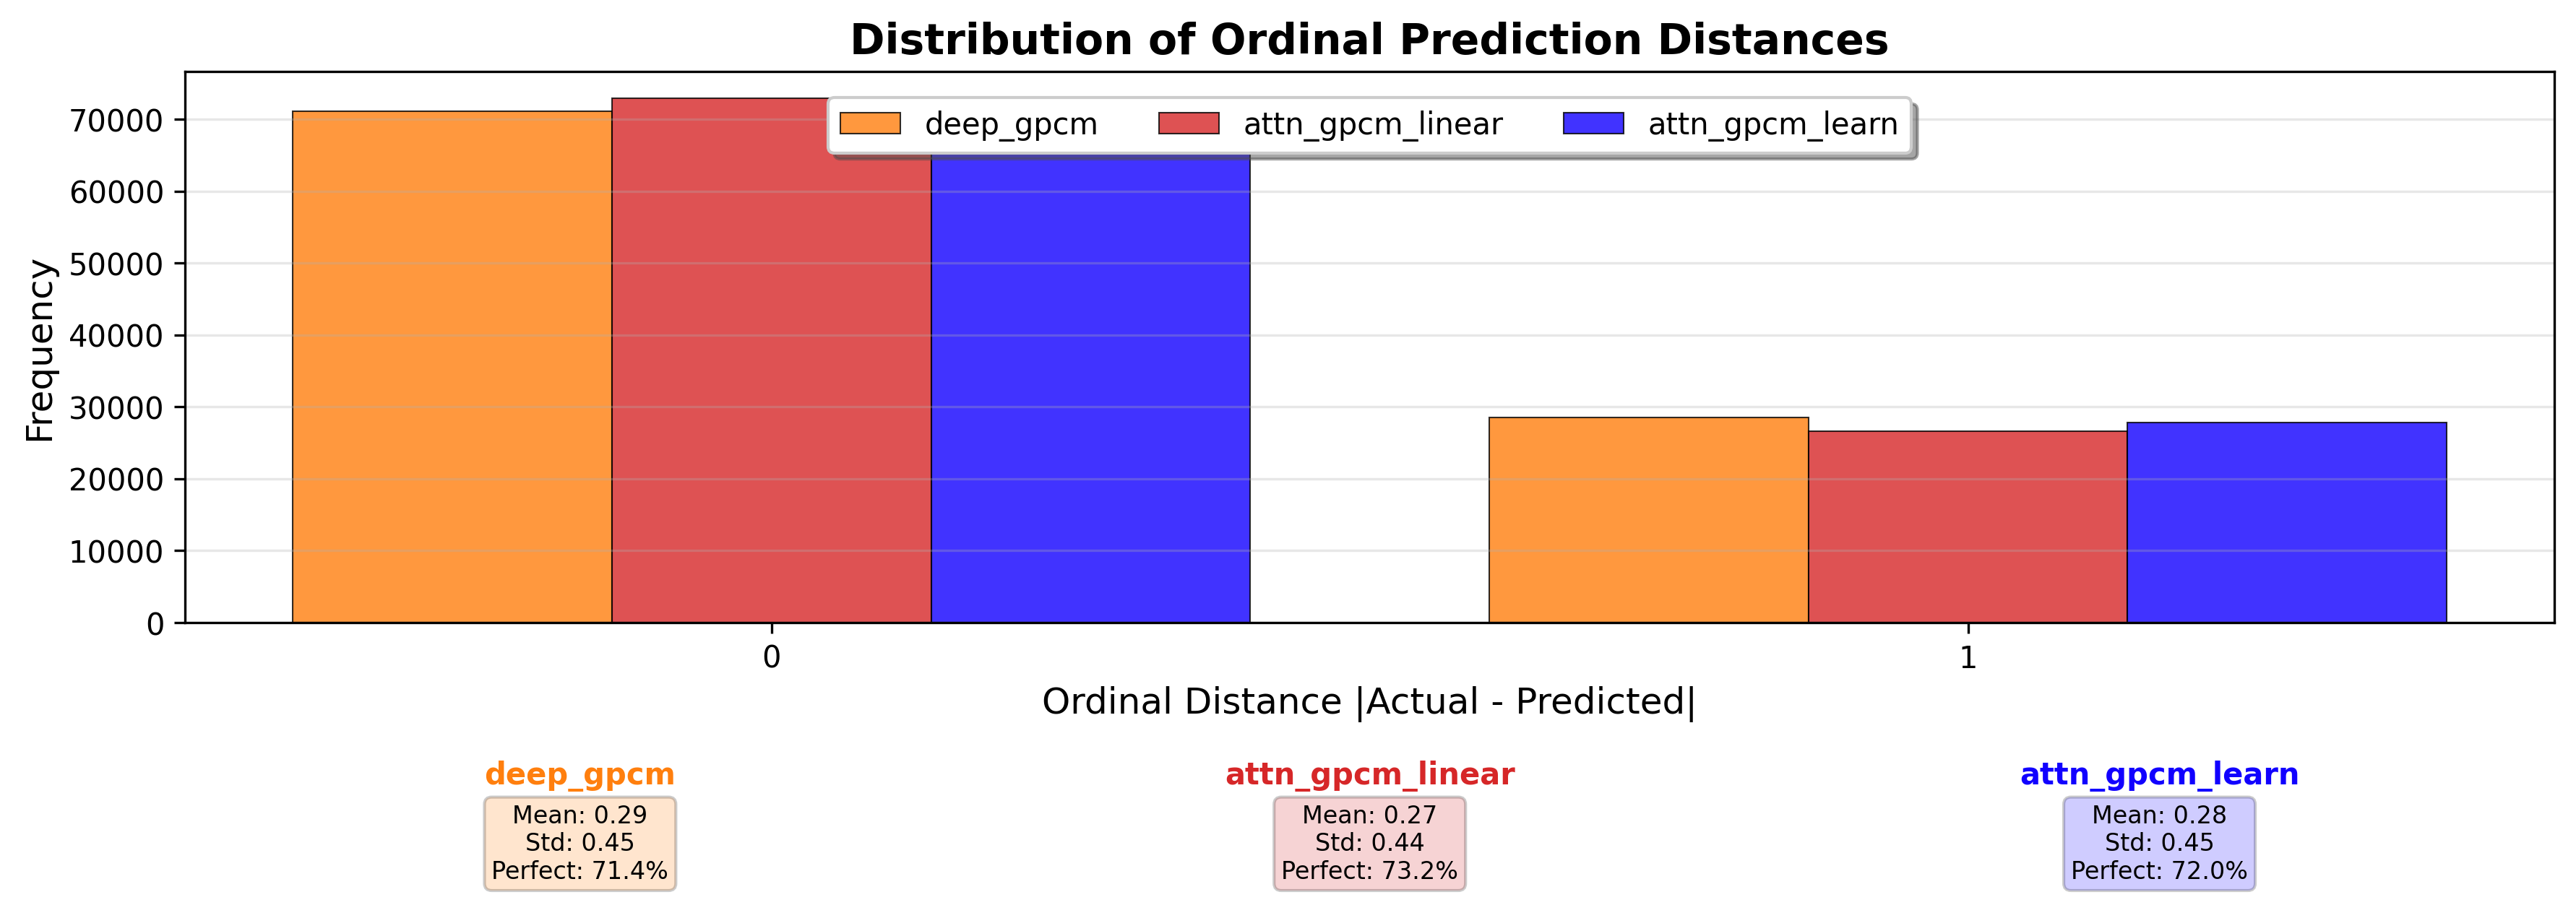 Distribution of Ordinal Prediction Distances
deep_gpcm attn_gpcm_linear attn_gpcm_learn
Frequency
70000
60000
50000
40000
30000
20000
10000
0
0 1
Ordinal Distance |Actual - Predicted|
deep_gpcm
Mean: 0.29
Std: 0.45
Perfect: 71.4%
attn_gpcm_linear
Mean: 0.27
Std: 0.44
Perfect: 73.2%
attn_gpcm_learn
Mean: 0.28
Std: 0.45
Perfect: 72.0%